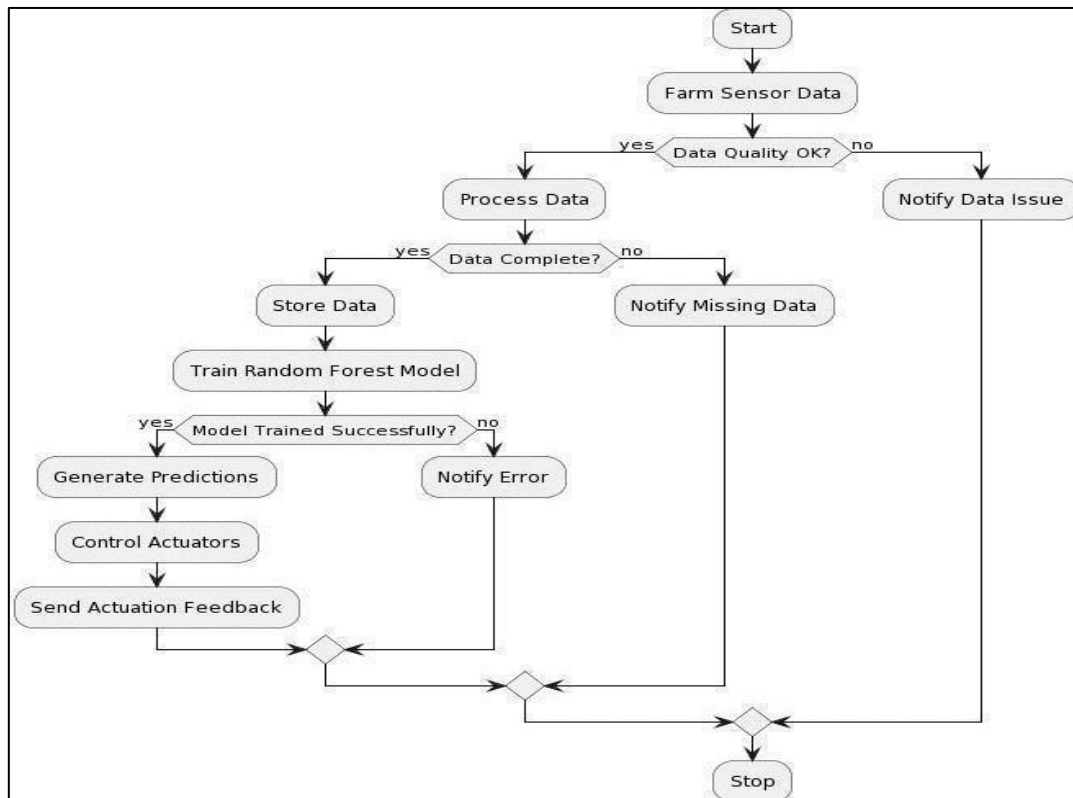 Start
Farm Sensor Data
yes
Data Quality OK?
no
Process Data
Notify Data Issue
yes
Data Complete?
no
Store Data
Notify Missing Data
Train Random Forest Model
yes
Model Trained Successfully?
no
Generate Predictions
Notify Error
Control Actuators
Send Actuation Feedback
Stop